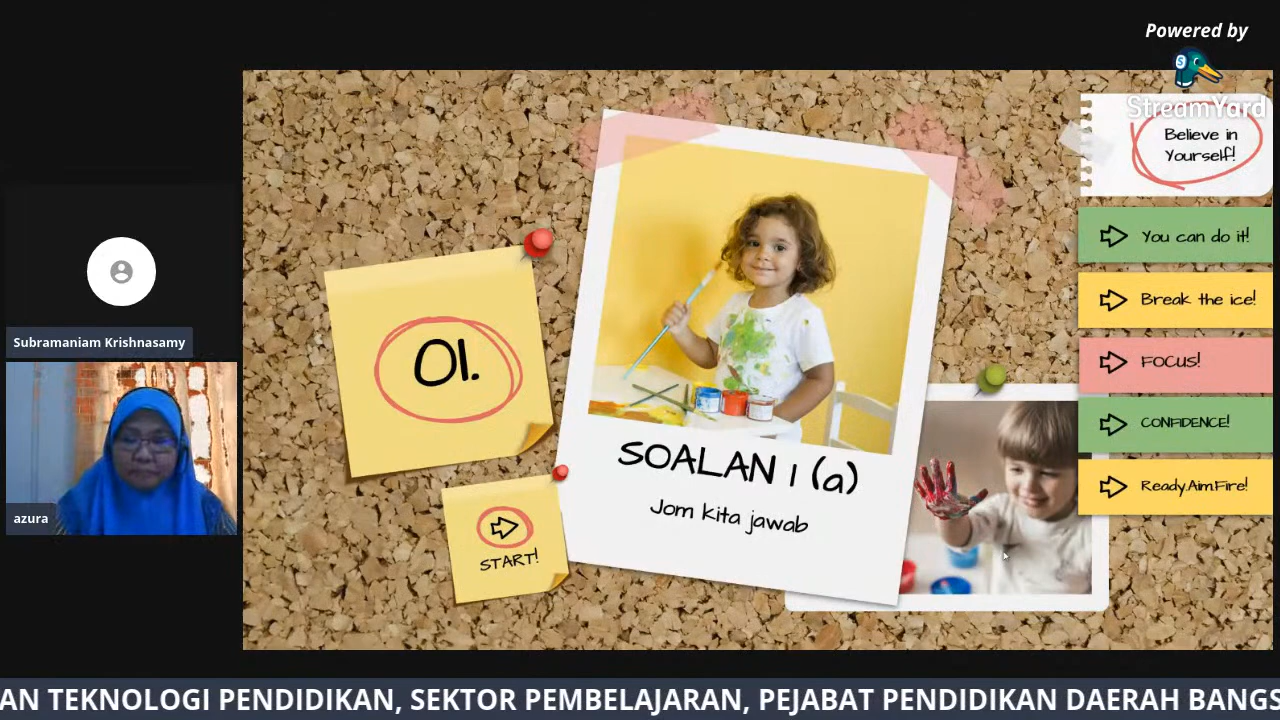 Powered by
StreamYard
Believe in
Yourself!
You can do it!
Break the ice!
FOCUS!
CONFIDENCE!
Ready.Aim.Fire!
01.
SOALAN 1 (a)
Jom kita jawab
START!
Subramaniam Krishnasamy
azura
AN TEKNOLOGI PENDIDIKAN, SEKTOR PEMBELAJARAN, PEJABAT PENDIDIKAN DAERAH BANGS